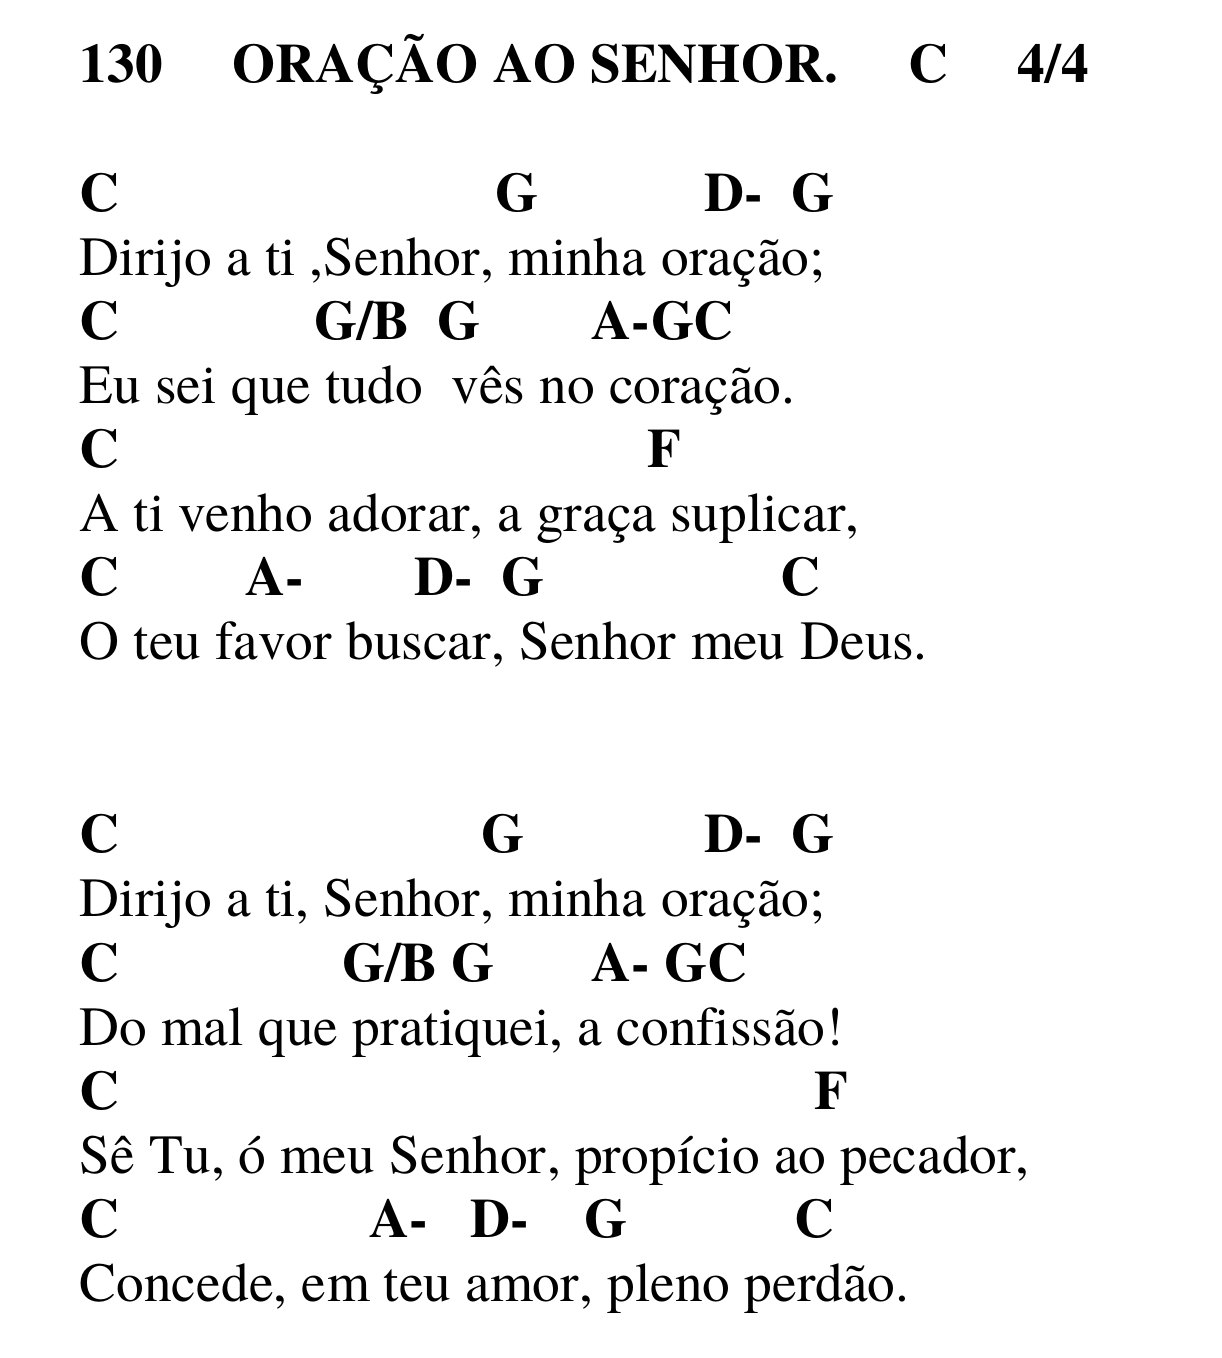 130 ORAÇÃO AO SENHOR. C 4/4
C G D- G
Dirijo a ti ,Senhor, minha oração;
C G/B G A-GC
Eu sei que tudo vês no coração.
C F
A ti venho adorar, a graça suplicar,
C A- D- G C
O teu favor buscar, Senhor meu Deus.
C G D- G
Dirijo a ti, Senhor, minha oração;
C G/B G A- GC
Do mal que pratiquei, a confissão!
C F
Sê Tu, ó meu Senhor, propício ao pecador,
C A- D- G C
Concede, em teu amor, pleno perdão.